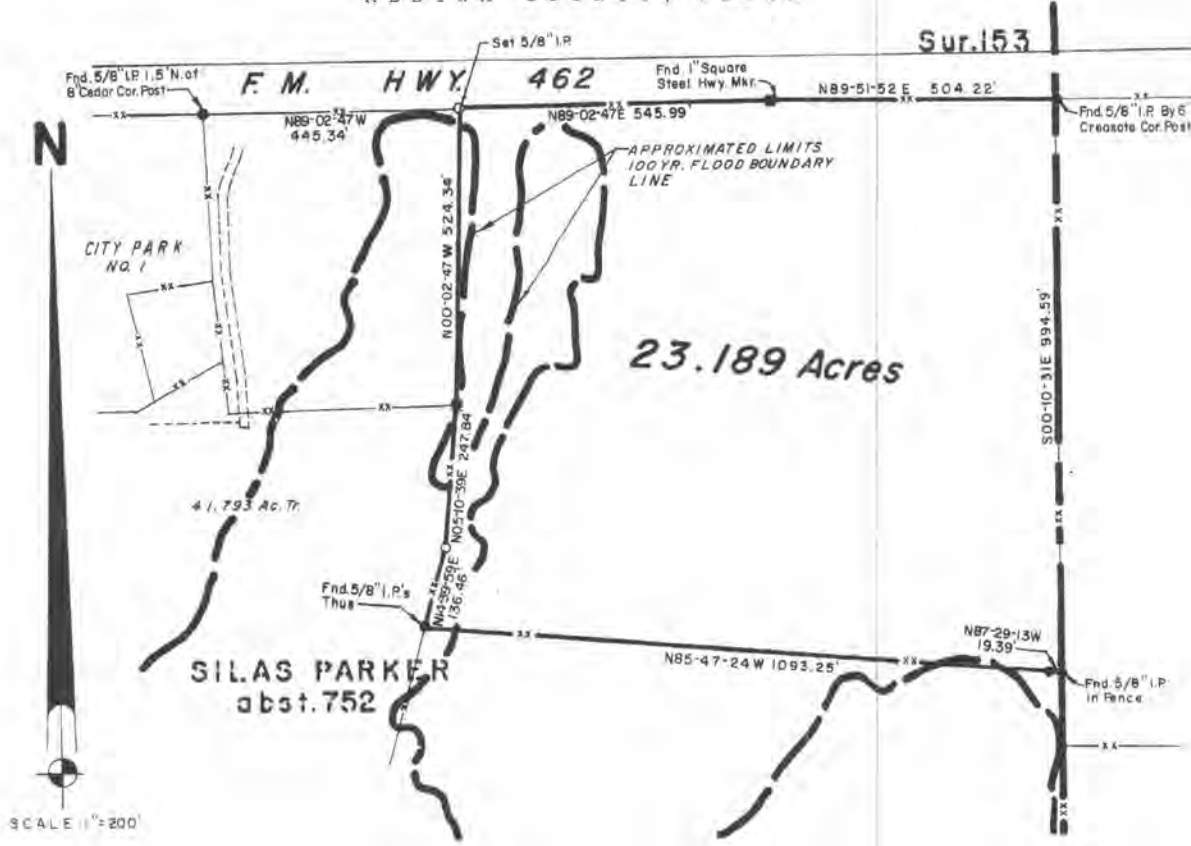 Sur.153
Set 5/8" I.P.
Fnd. 5/8" I.P. 1.5' N. of
8" Cedar Cor. Post
F. M. HWY. 462
Fnd. 1" Square
Steel Hwy. Mkr.
N89-51-52 E 504.22'
N89-02-47W
445.34'
N89-02-47E 545.99'
Fnd. 5/8" I.P. By 6"
Creosote Cor. Post
N
APPROXIMATED LIMITS
100 YR. FLOOD BOUNDARY
LINE
CITY PARK
NO. 1
N00-02-47 W 524.34'
23.189 Acres
S00-10-31E 994.59'
N05-10-39E 247.84'
41.793 Ac. Tr.
N14-39-59E
136.46'
Fnd. 5/8" I.P.'s
Thus
N87-29-13W
19.39'
N85-47-24W 1093.25'
SILAS PARKER
abst. 752
Fnd. 5/8" I.P.
in Fence
SCALE 1"=200'